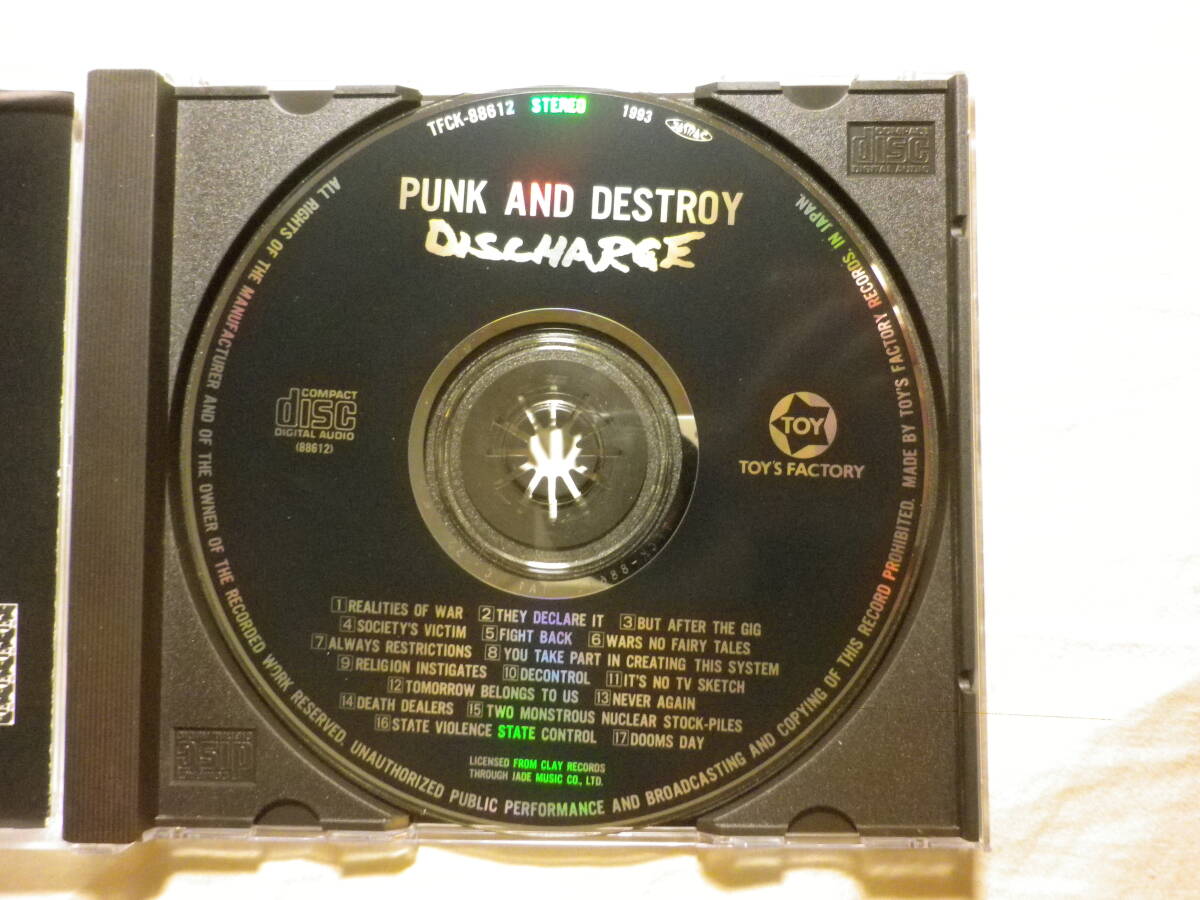 TFCK-88612 STEREO 1993
PUNK AND DESTROY
DISCHARGE
COMPACT
disc
DIGITAL AUDIO
(88612)
TOY
TOY'S FACTORY
1 REALITIES OF WAR 2 THEY DECLARE IT 3 BUT AFTER THE GIG
4 SOCIETY'S VICTIM 5 FIGHT BACK 6 WARS NO FAIRY TALES
7 ALWAYS RESTRICTIONS 8 YOU TAKE PART IN CREATING THIS SYSTEM
9 RELIGION INSTIGATES 10 DECONTROL 11 IT'S NO TV SKETCH
12 TOMORROW BELONGS TO US 13 NEVER AGAIN
14 DEATH DEALERS 15 TWO MONSTROUS NUCLEAR STOCK-PILES
16 STATE VIOLENCE STATE CONTROL 17 DOOMS DAY
LICENSED FROM CLAY RECORDS
THROUGH JADE MUSIC CO., LTD.
ALL RIGHTS OF THE MANUFACTURER AND OF THE OWNER OF THE RECORDED WORK RESERVED. UNAUTHORIZED PUBLIC PERFORMANCE AND BROADCASTING AND COPYING OF THIS RECORD PROHIBITED. MADE BY TOY'S FACTORY RECORDS, IN JAPAN.
COMPACT
disc
DIGITAL AUDIO